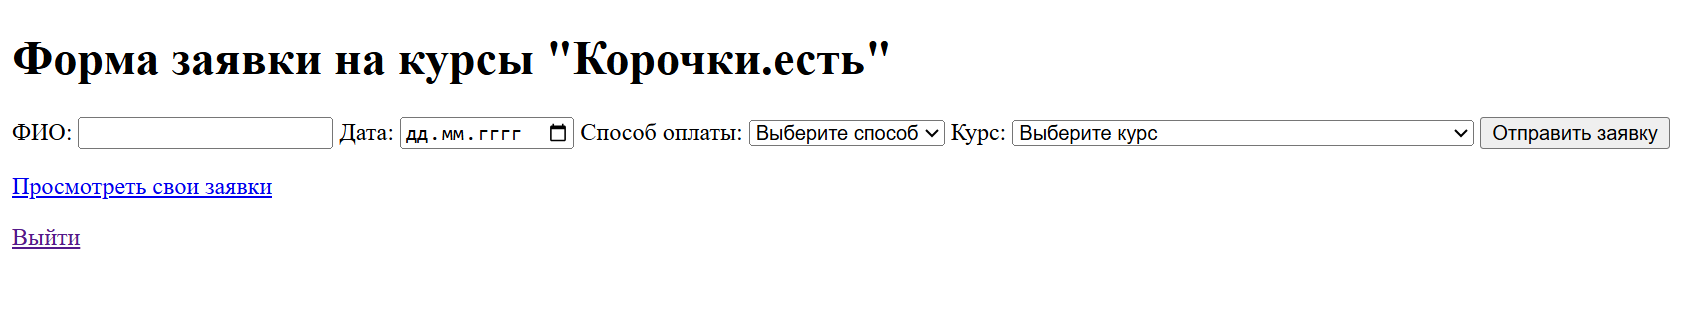 Форма заявки на курсы "Корочки.есть"
ФИО: Дата: дд.мм.гггг Способ оплаты: Выберите способ Курс: Выберите курс Отправить заявку
Просмотреть свои заявки
Выйти